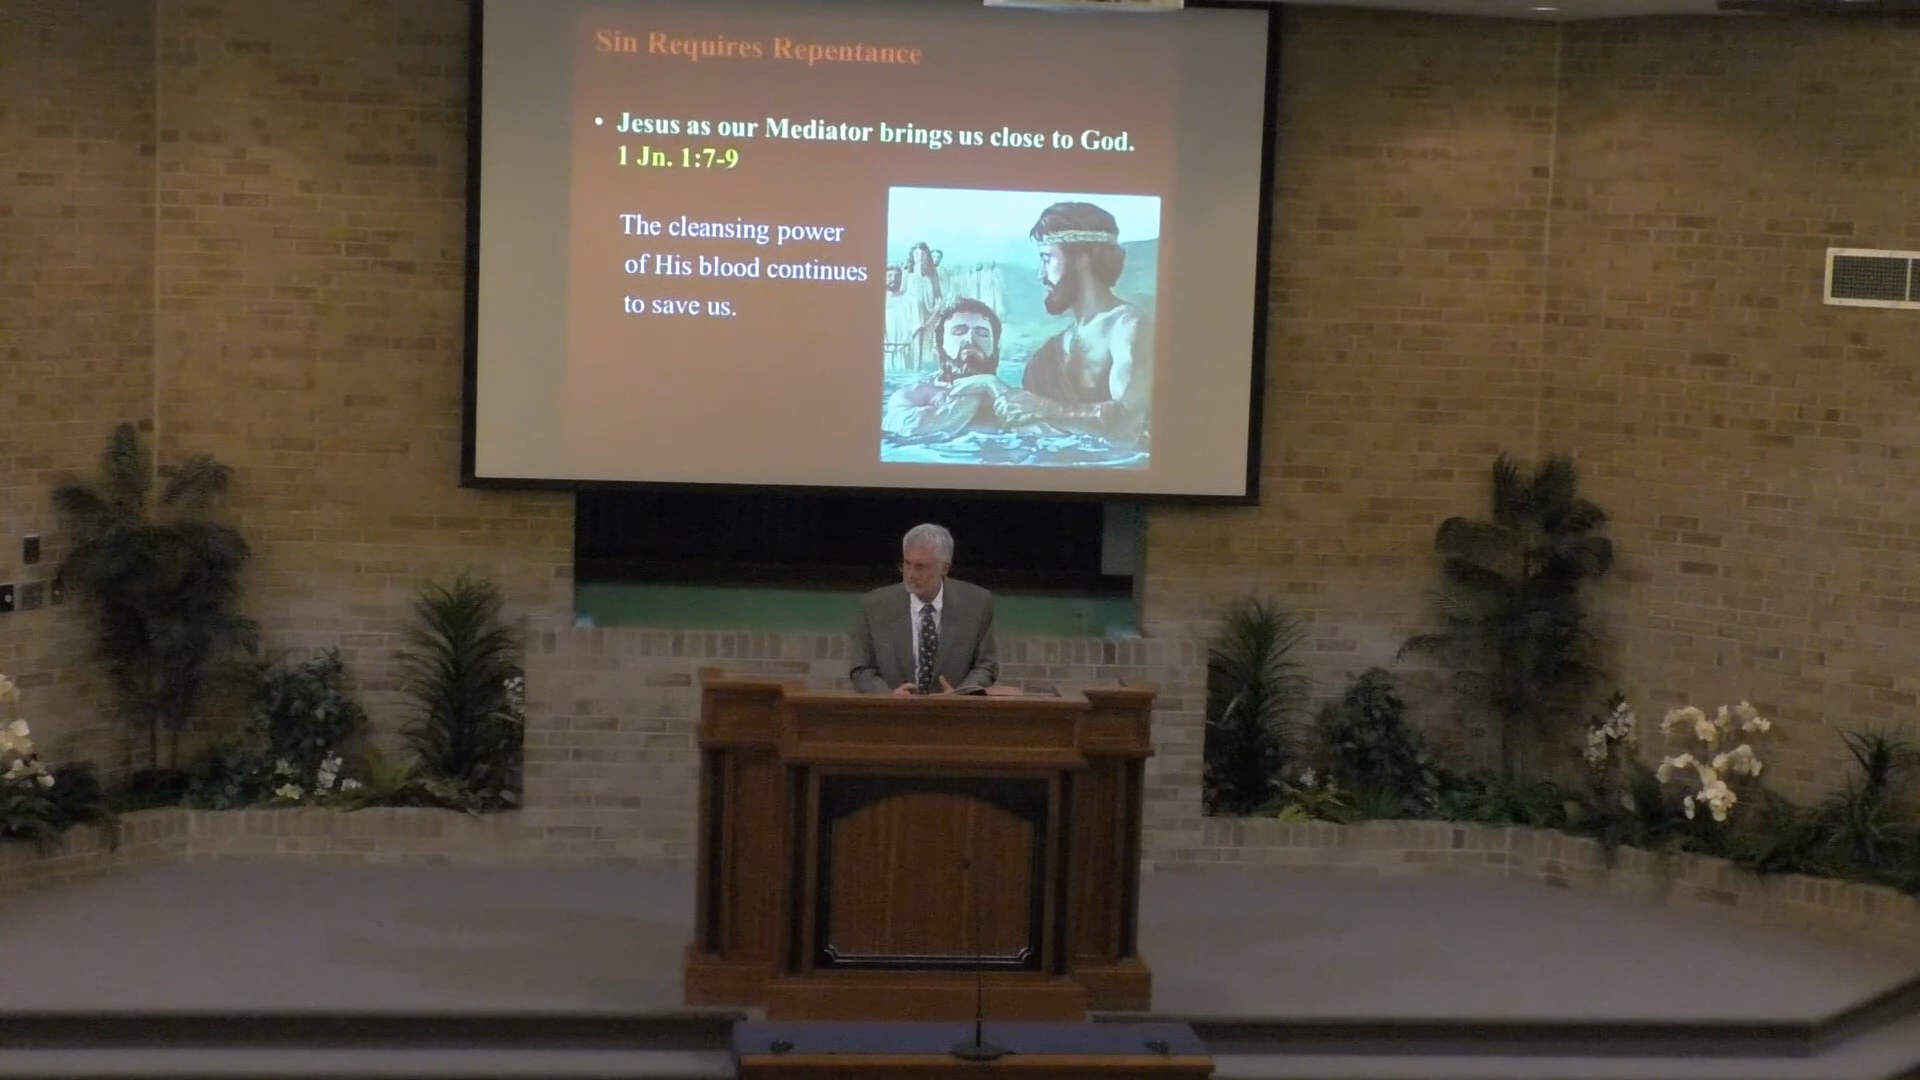 Sin Requires Repentance
• Jesus as our Mediator brings us close to God.
1 Jn. 1:7-9
The cleansing power
of His blood continues
to save us.